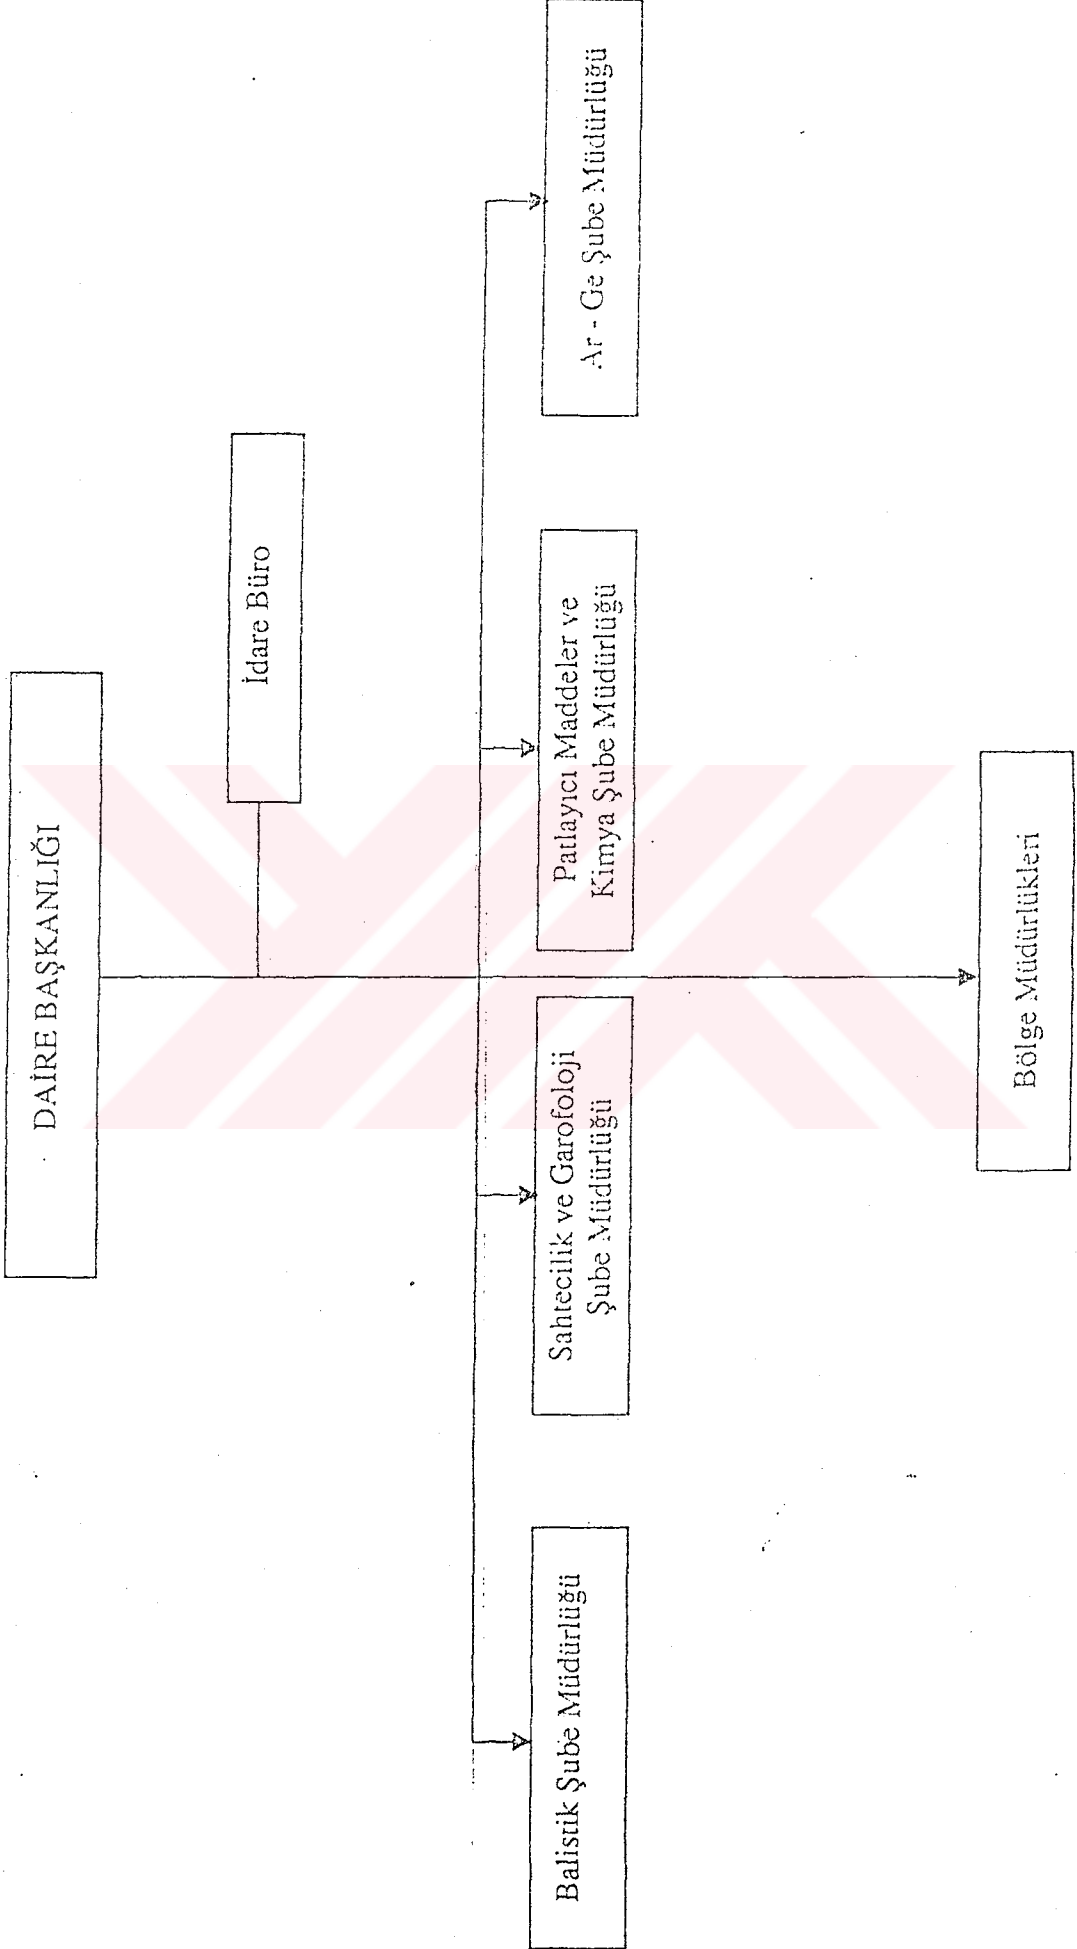 DAİRE BAŞKANLIĞI
İdare Büro
Balistik Şube Müdürlüğü
Sahtecilik ve Garofoloji
Şube Müdürlüğü
Patlayıcı Maddeler ve
Kimya Şube Müdürlüğü
Ar - Ge Şube Müdürlüğü
Bölge Müdürlükleri